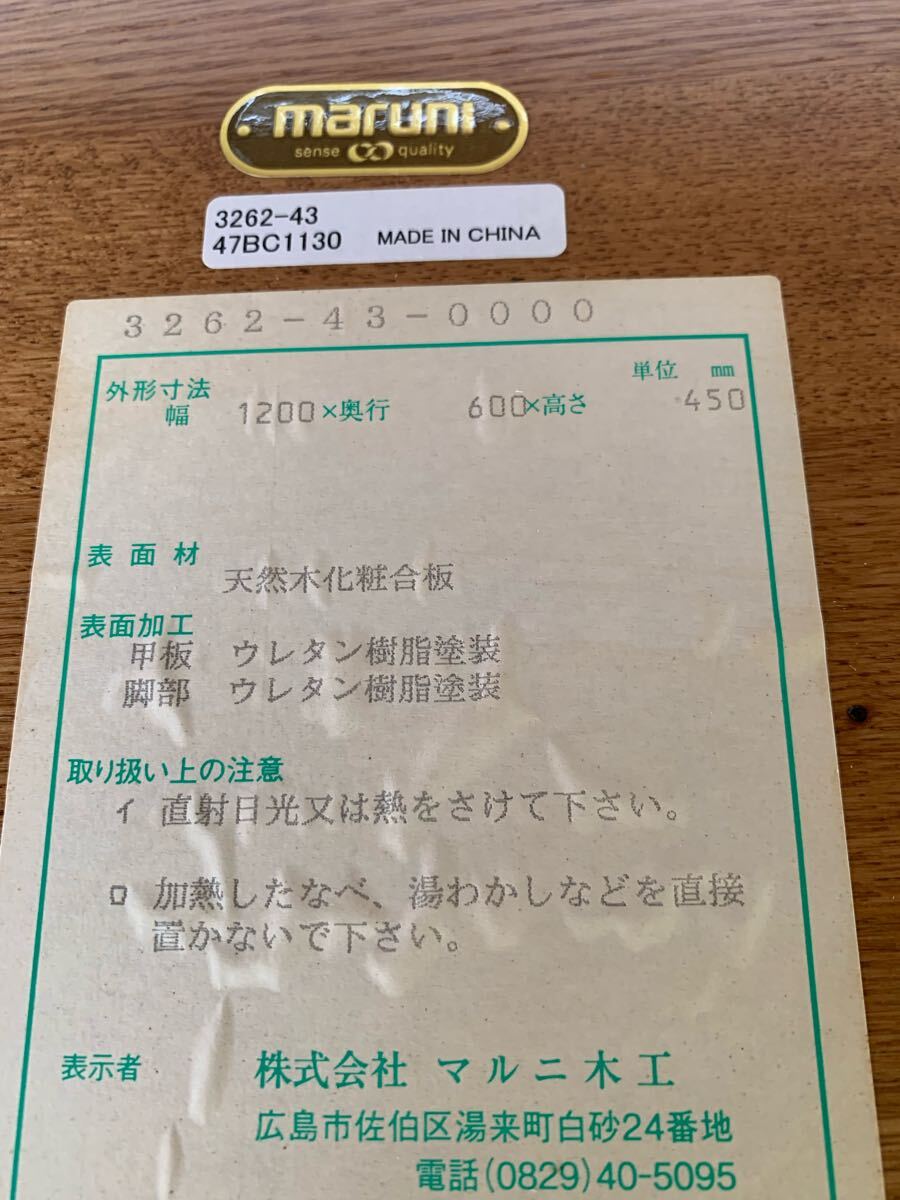 maruni
sense quality
3262-43
47BC1130 MADE IN CHINA
3262-43-0000
外形寸法 単位 mm
幅 1200×奥行 600×高さ 450
表面材
天然木化粧合板
表面加工
甲板 ウレタン樹脂塗装
脚部 ウレタン樹脂塗装
取り扱い上の注意
イ 直射日光又は熱をさけて下さい。
ロ 加熱したなべ、湯わかしなどを直接
置かないで下さい。
表示者 株式会社 マルニ木工
広島市佐伯区湯来町白砂24番地
電話(0829)40-5095